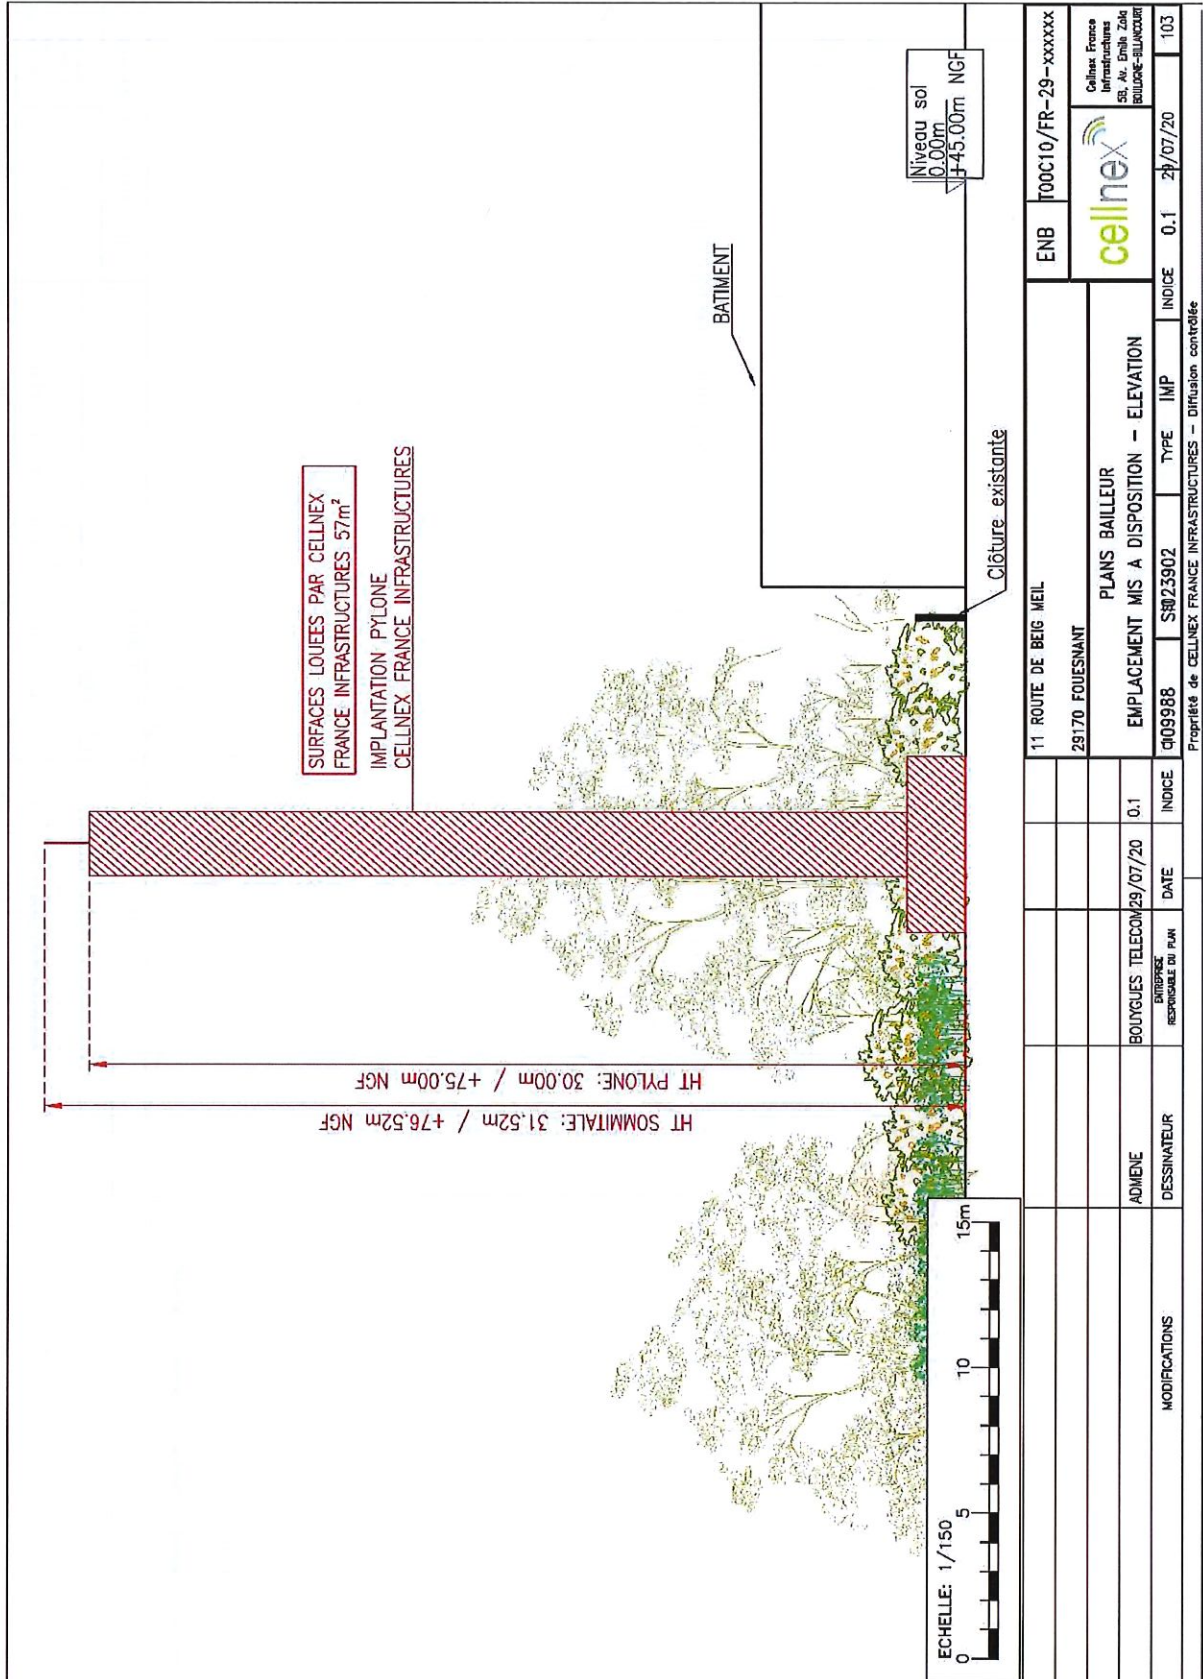 SURFACES LOUEES PAR CELLNEX
FRANCE INFRASTRUCTURES 57m²
IMPLANTATION PYLONE
CELLNEX FRANCE INFRASTRUCTURES
HT PYLONE: 30.00m / +75.00m NGF
HT SOMMITALE: 31.52m / +76.52m NGF
BATIMENT
Niveau sol
0.00m
+45.00m NGF
Clôture existante
ECHELLE: 1/150
0 5 10 15m
11 ROUTE DE BEIG MEIL
29170 FOUESNANT
ENB T00C10/FR-29-xxxxxx
PLANS BAILLEUR
EMPLACEMENT MIS A DISPOSITION - ELEVATION
cellnex
Cellnex France
Infrastructures
58, Av. Emile Zola
BOULOGNE-BILLANCOURT
ADMENE BOUYGUES TELECOM 29/07/20 0.1
MODIFICATIONS DESSINATEUR ENTREPRISE
RESPONSABLE DU PLAN DATE INDICE
TYPE IMP INDICE 0.1 29/07/20 103
Propriété de CELLNEX FRANCE INFRASTRUCTURES - Diffusion contrôlée